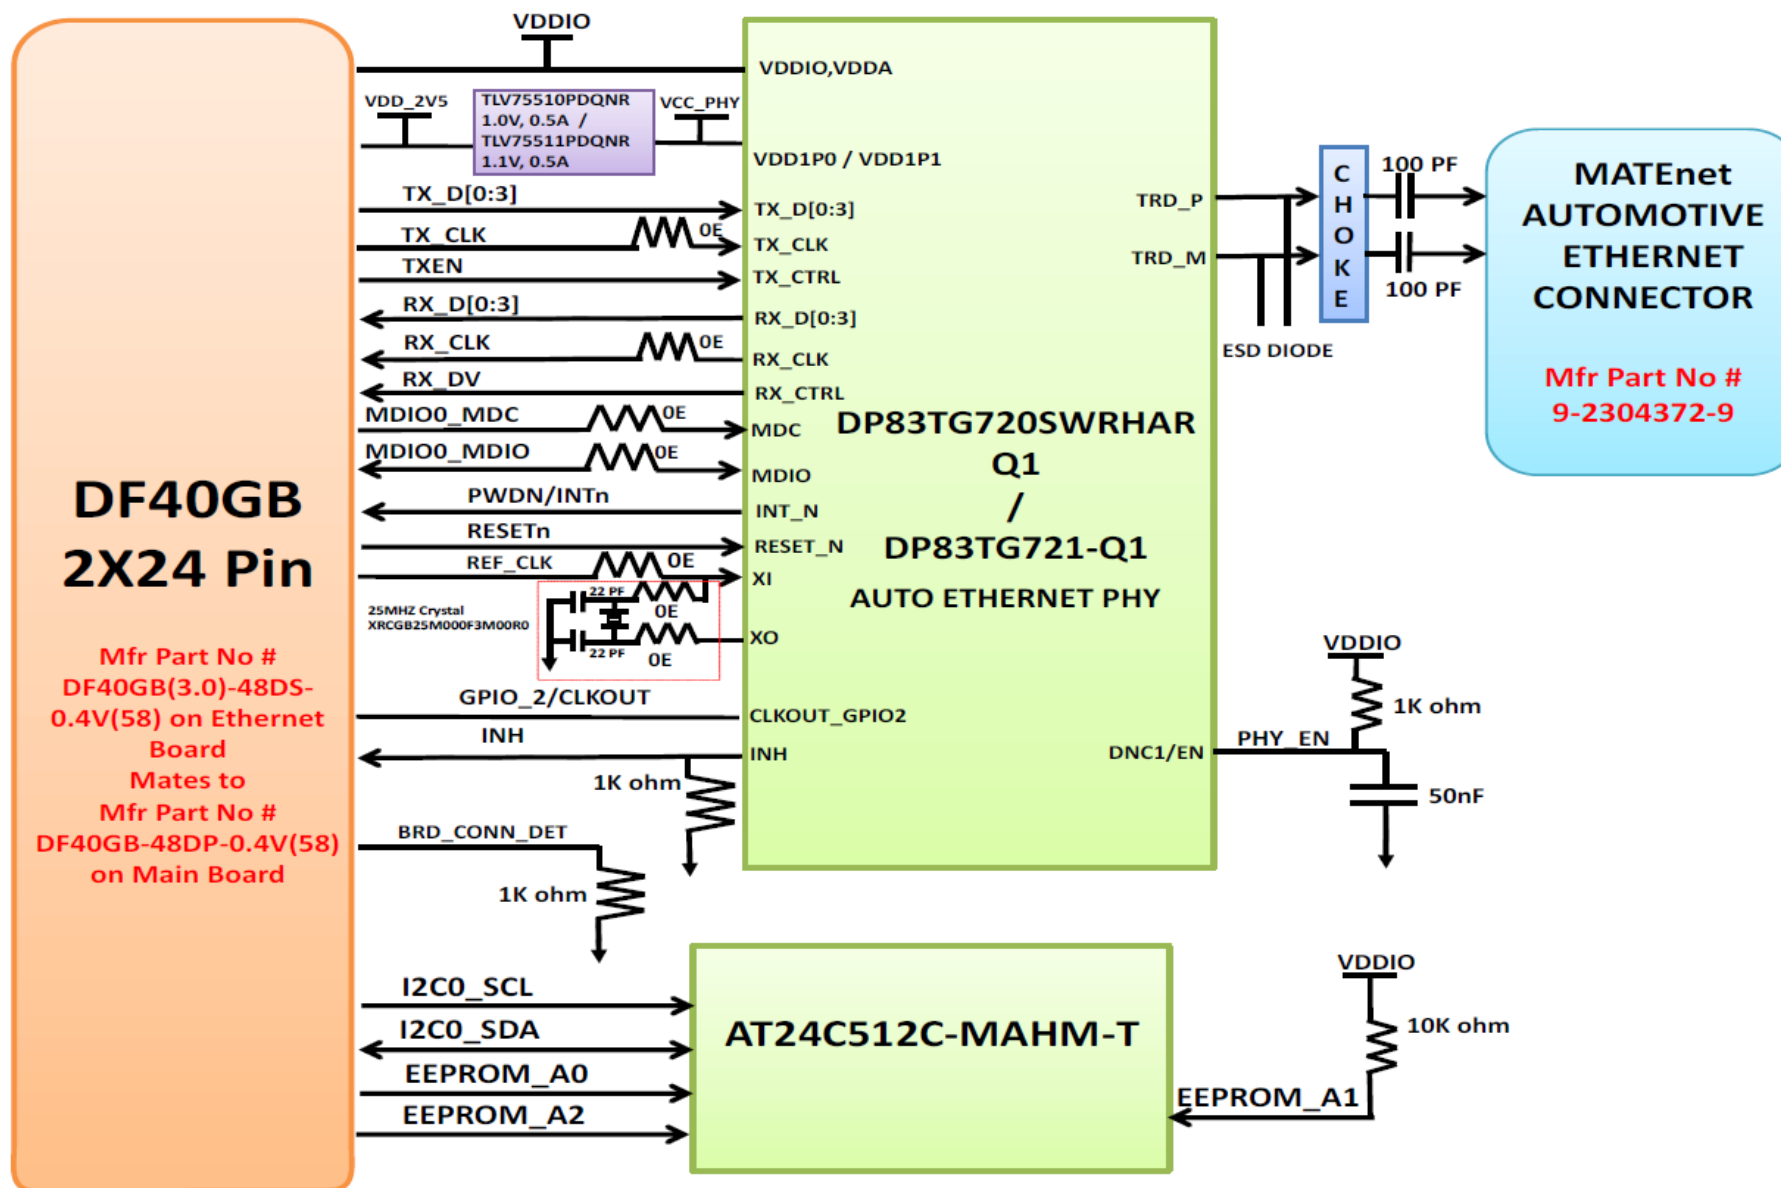 DF40GB
2X24 Pin
Mfr Part No #
DF40GB(3.0)-48DS-
0.4V(58) on Ethernet
Board
Mates to
Mfr Part No #
DF40GB-48DP-0.4V(58)
on Main Board
VDDIO
VDD_2V5
TLV75510PDQNR
1.0V, 0.5A /
TLV75511PDQNR
1.1V, 0.5A
VCC_PHY
TX_D[0:3]
TX_CLK
0E
TXEN
RX_D[0:3]
RX_CLK
0E
RX_DV
MDIO0_MDC
0E
MDIO0_MDIO
0E
PWDN/INTn
RESETn
REF_CLK
0E
25MHZ Crystal
XRCGB25M000F3M00R0
22 PF
0E
22 PF
0E
GPIO_2/CLKOUT
INH
1K ohm
BRD_CONN_DET
1K ohm
VDDIO,VDDA
VDD1P0 / VDD1P1
TX_D[0:3]
TX_CLK
TX_CTRL
RX_D[0:3]
RX_CLK
RX_CTRL
MDC
MDIO
INT_N
RESET_N
XI
XO
CLKOUT_GPIO2
INH
DP83TG720SWRHAR
Q1
/
DP83TG721-Q1
AUTO ETHERNET PHY
TRD_P
TRD_M
DNC1/EN
ESD DIODE
CHOKE
100 PF
100 PF
MATEnet
AUTOMOTIVE
ETHERNET
CONNECTOR
Mfr Part No #
9-2304372-9
VDDIO
1K ohm
PHY_EN
50nF
I2C0_SCL
I2C0_SDA
EEPROM_A0
EEPROM_A2
AT24C512C-MAHM-T
VDDIO
10K ohm
EEPROM_A1